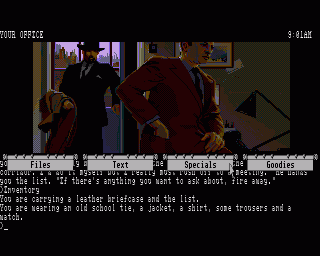 YOUR OFFICE 9:01AM
Files Text Specials Goodies
corridor. I'd do it myself but I really must rush off to a meeting." He hands
you the list. "If there's anything you want to ask about, fire away."
>Inventory
You are carrying a leather briefcase and the list.
You are wearing an old school tie, a jacket, a shirt, some trousers and a
watch.
>_